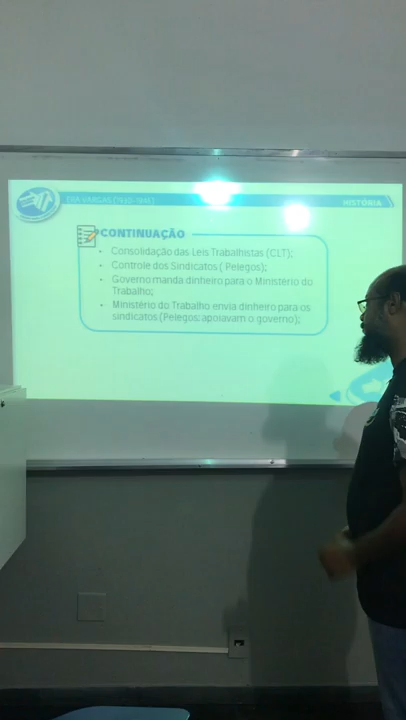 ERA VARGAS (1930-1945)
HISTÓRIA
CONTINUAÇÃO
• Consolidação das Leis Trabalhistas (CLT);
• Controle dos Sindicatos ( Pelegos);
• Governo manda dinheiro para o Ministério do
Trabalho;
• Ministério do Trabalho envia dinheiro para os
sindicatos (Pelegos: apoiavam o governo);